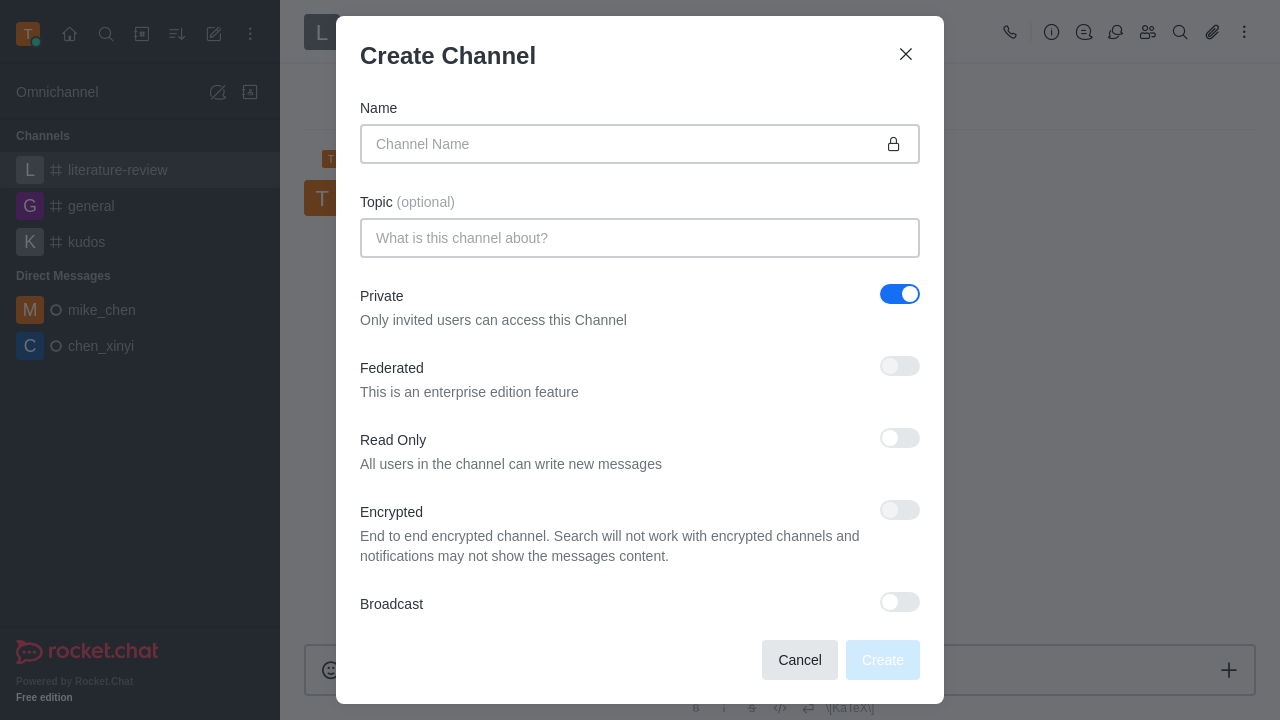 T
Omnichannel
Channels
L literature-review
G general
K kudos
Direct Messages
M mike_chen
C chen_xinyi
rocket.chat
Powered by Rocket.Chat
Free edition
L
T
T
Create Channel
Name
Channel Name
Topic (optional)
What is this channel about?
Private
Only invited users can access this Channel
Federated
This is an enterprise edition feature
Read Only
All users in the channel can write new messages
Encrypted
End to end encrypted channel. Search will not work with encrypted channels and
notifications may not show the messages content.
Broadcast
Cancel Create
\[KaTeX\]